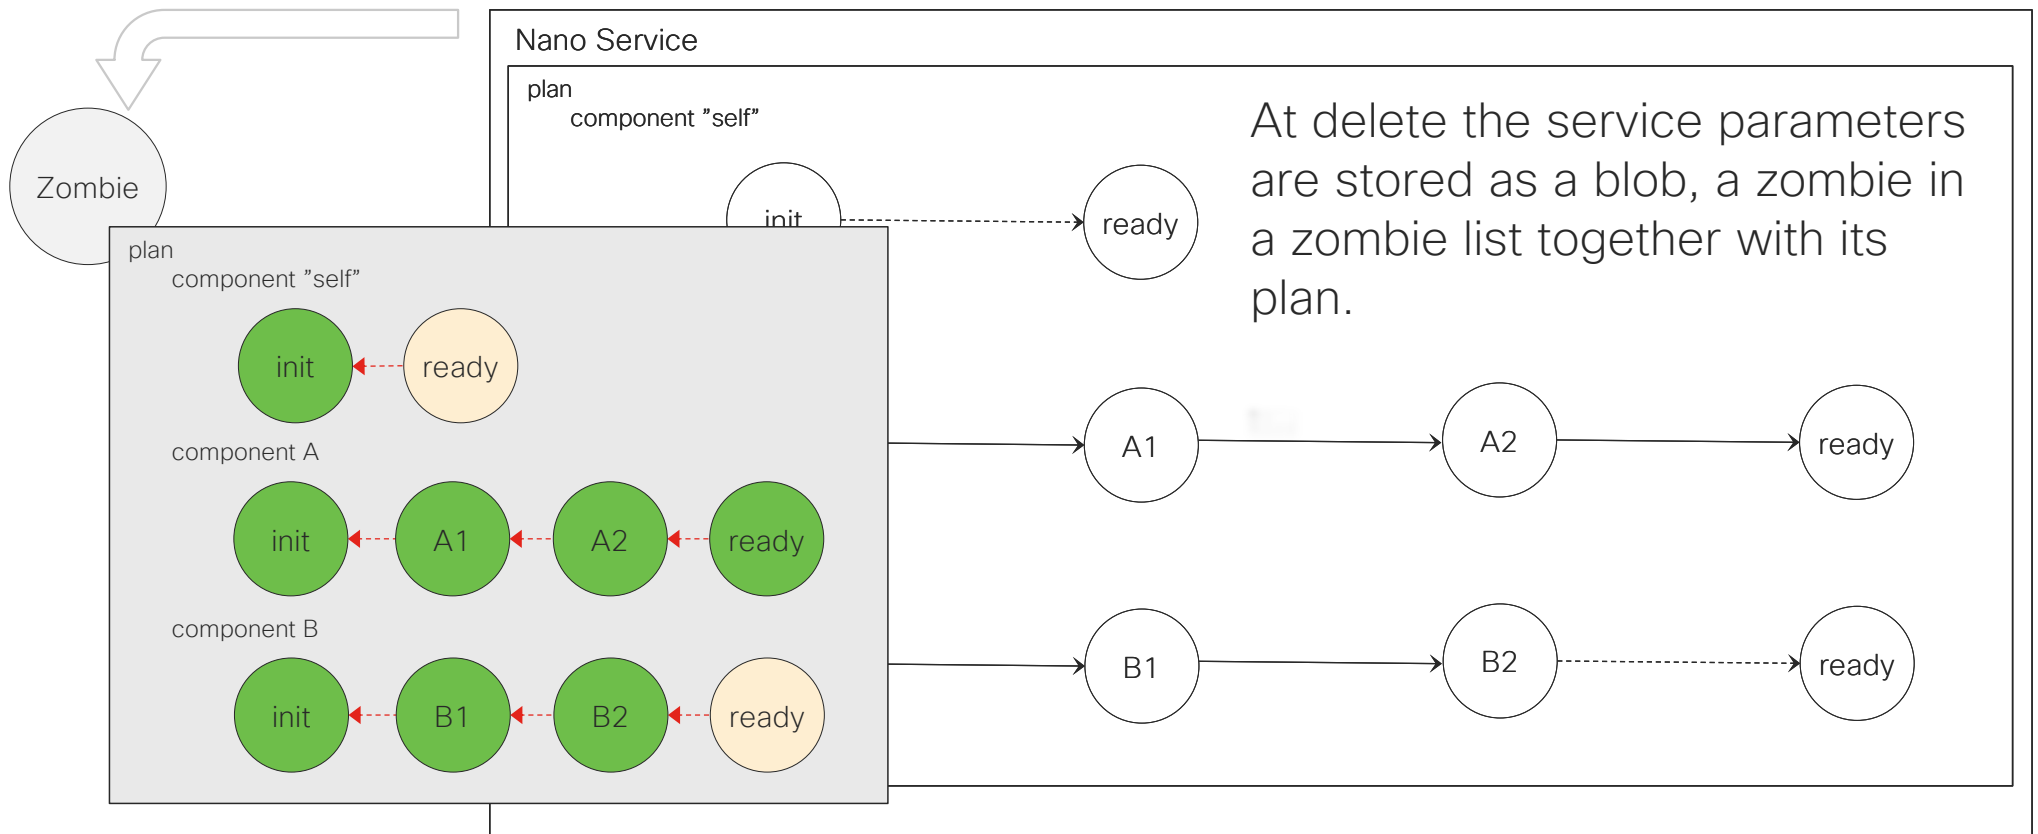 Nano Service
plan
component ”self”
At delete the service parameters
are stored as a blob, a zombie in
a zombie list together with its
plan.
init
ready
Zombie
plan
component ”self”
init
ready
component A
init
A1
A2
ready
component B
init
B1
B2
ready
A1
A2
ready
B1
B2
ready